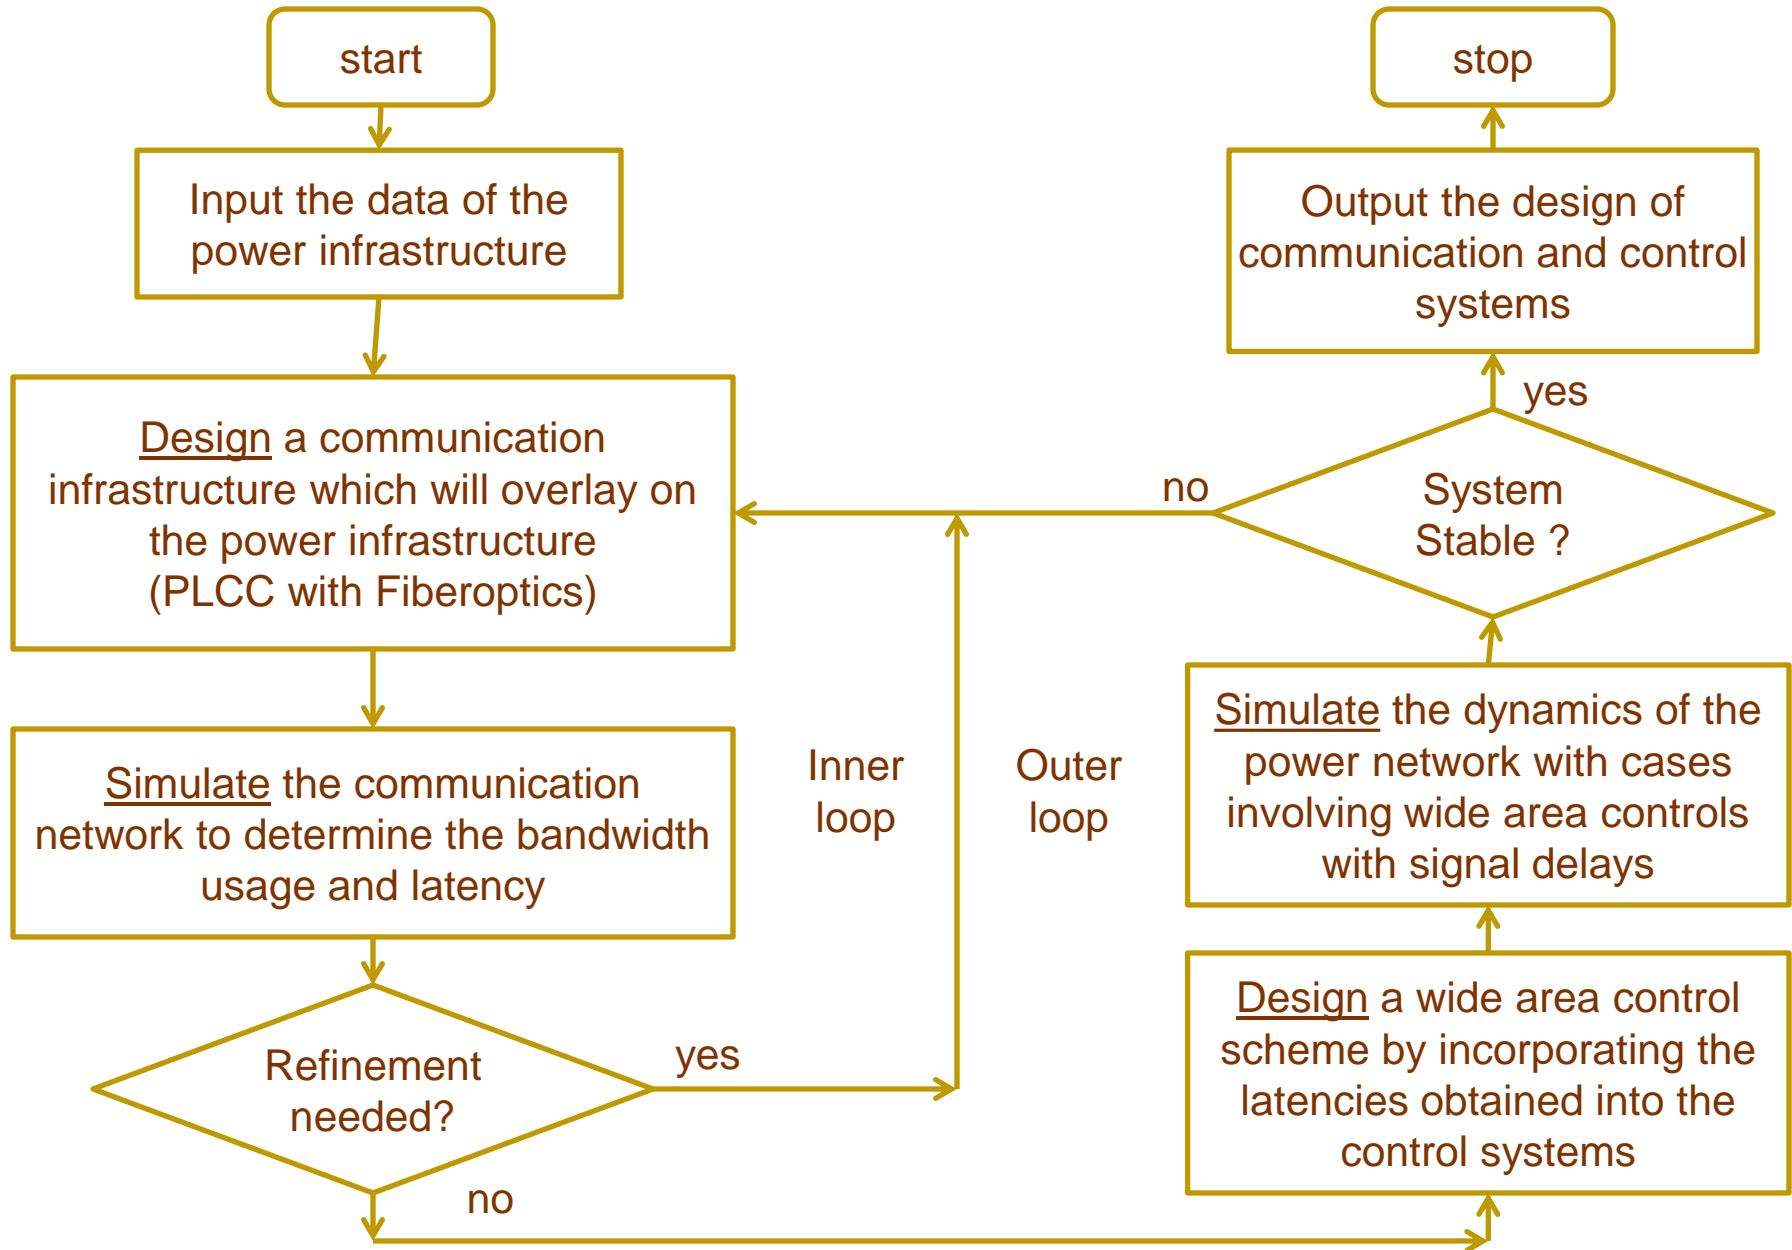 start
Input the data of the
power infrastructure
Design a communication
infrastructure which will overlay on
the power infrastructure
(PLCC with Fiberoptics)
Simulate the communication
network to determine the bandwidth
usage and latency
Refinement
needed?
yes
no
Inner
loop
Outer
loop
stop
Output the design of
communication and control
systems
yes
no
System
Stable ?
Simulate the dynamics of the
power network with cases
involving wide area controls
with signal delays
Design a wide area control
scheme by incorporating the
latencies obtained into the
control systems